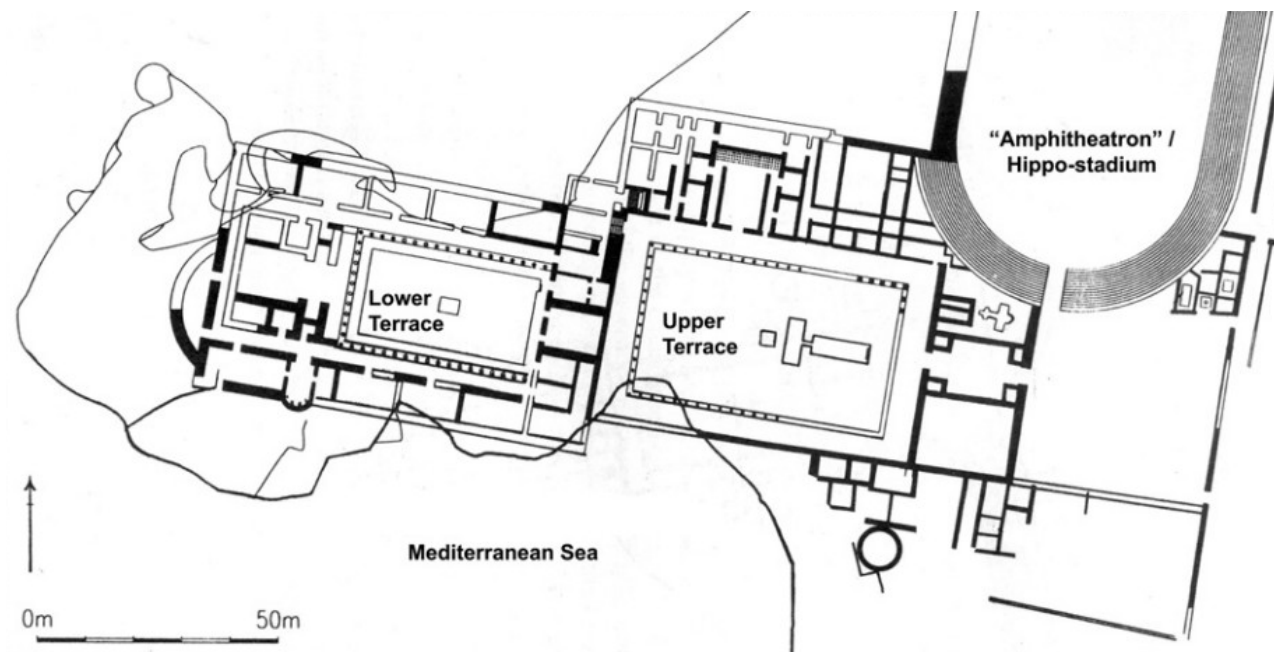 “Amphitheatron” /
Hippo-stadium
Lower
Terrace
Upper
Terrace
Mediterranean Sea
0m 50m